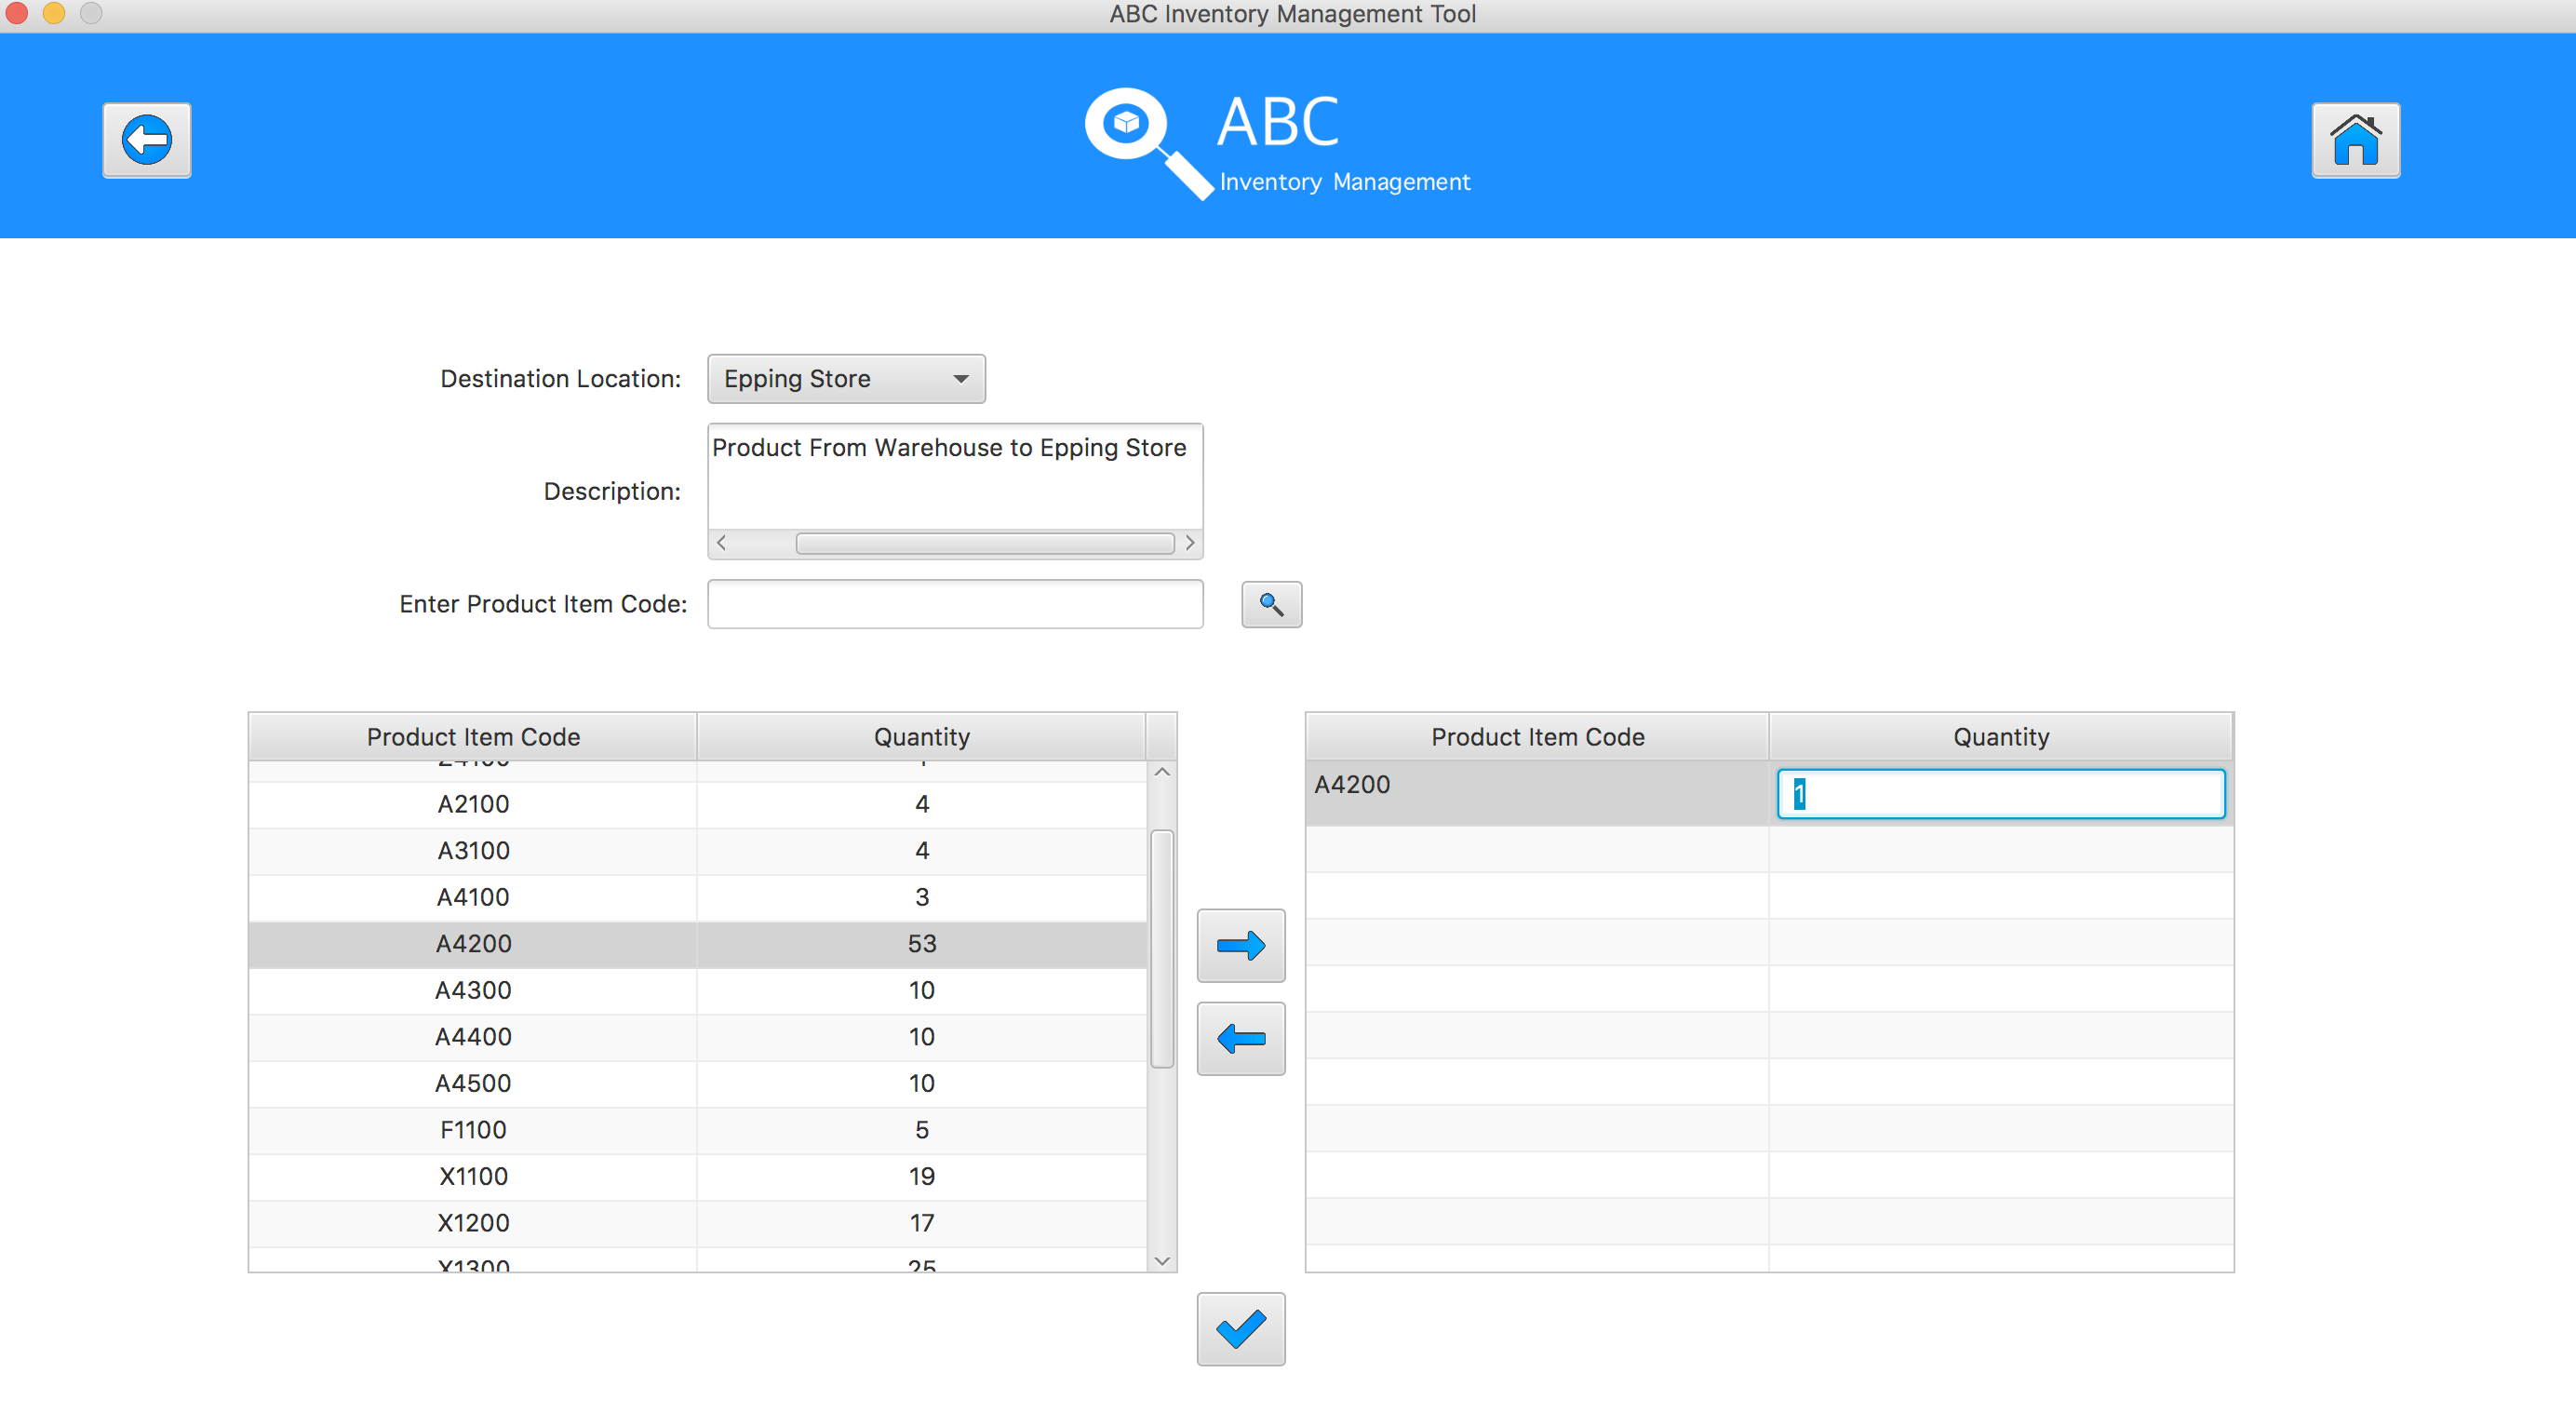 ABC Inventory Management Tool
ABC
Inventory Management
Destination Location:
Epping Store
Description:
Product From Warehouse to Epping Store
Enter Product Item Code:
Product Item Code Quantity
A2100 4
A3100 4
A4100 3
A4200 53
A4300 10
A4400 10
A4500 10
F1100 5
X1100 19
X1200 17
X1300 25
Product Item Code Quantity
A4200 1